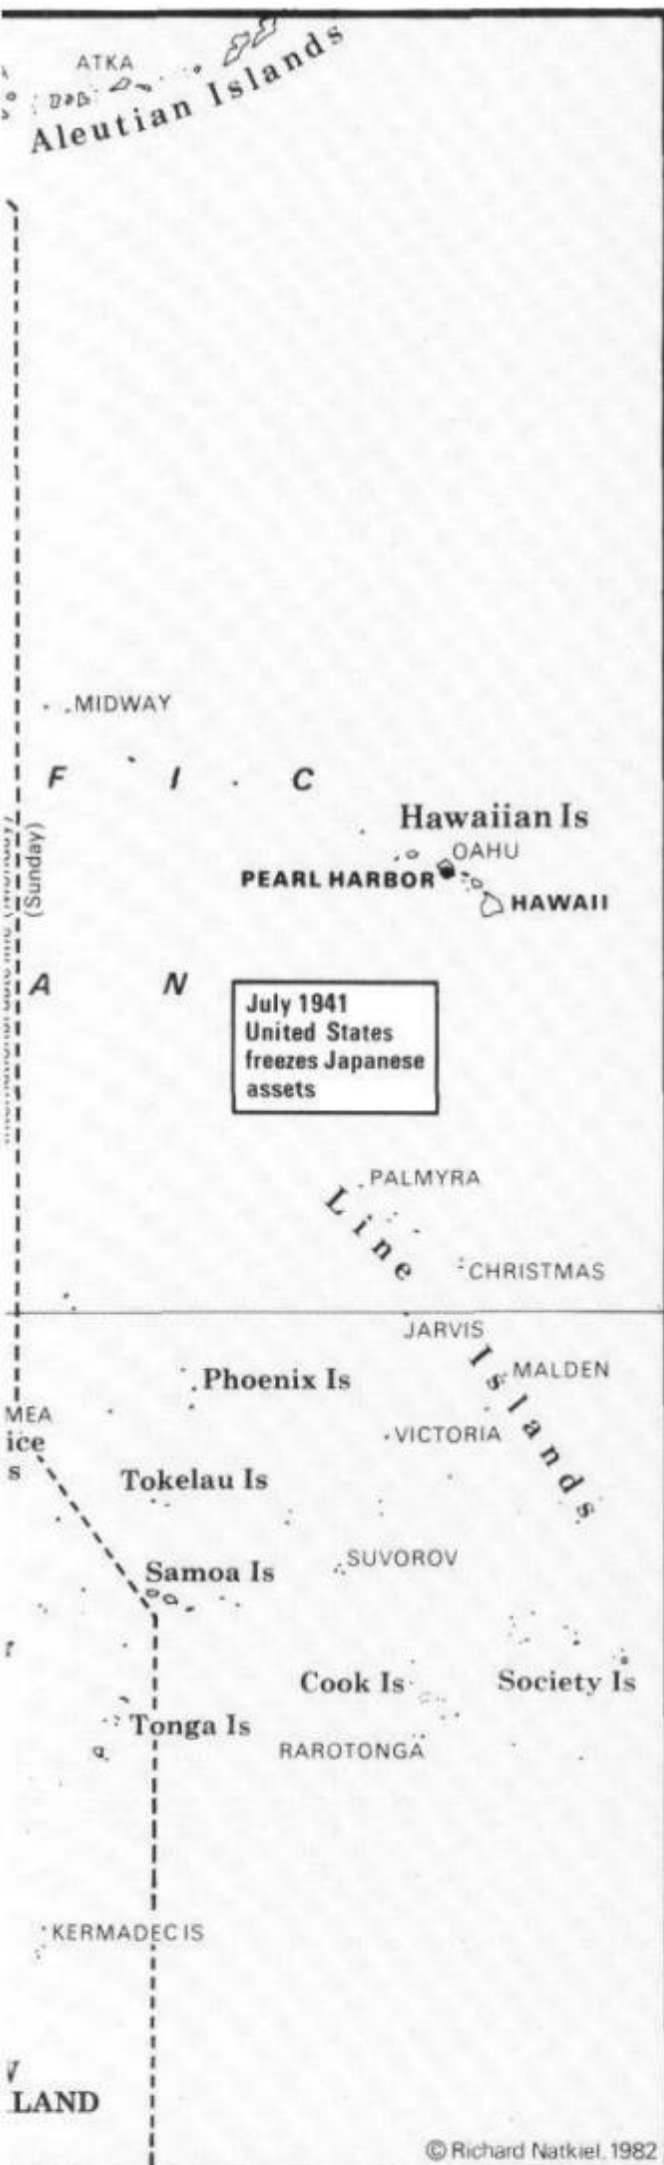 ATKA
Aleutian Islands
MIDWAY
F I C
Hawaiian Is
OAHU
PEARL HARBOR
HAWAII
(Sunday)
A N
July 1941
United States
freezes Japanese
assets
PALMYRA
Line
CHRISTMAS
JARVIS
Islands
MALDEN
Phoenix Is
MEA
ice
s
VICTORIA
Tokelau Is
SUVOROV
Samoa Is
Cook Is
Society Is
Tonga Is
RAROTONGA
KERMADEC IS
LAND
© Richard Natkiel, 1982